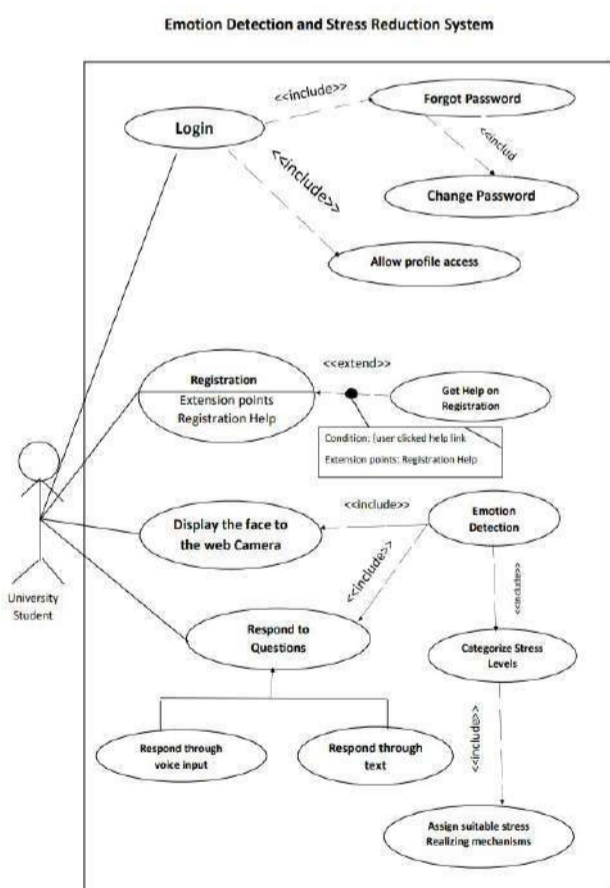 Emotion Detection and Stress Reduction System
<<include>>
Forgot Password
Login
<<includ
<<include>>
Change Password
Allow profile access
<<extend>>
Registration
Extension points
Registration Help
Get Help on
Registration
Condition: {user clicked help link
Extension points: Registration Help
<<include>>
Emotion
Detection
Display the face to
the web Camera
<<include>>
<<include>>
University
Student
Respond to
Questions
Categorize Stress
Levels
<<include>>
Respond through
voice input
Respond through
text
Assign suitable stress
Realizing mechanisms